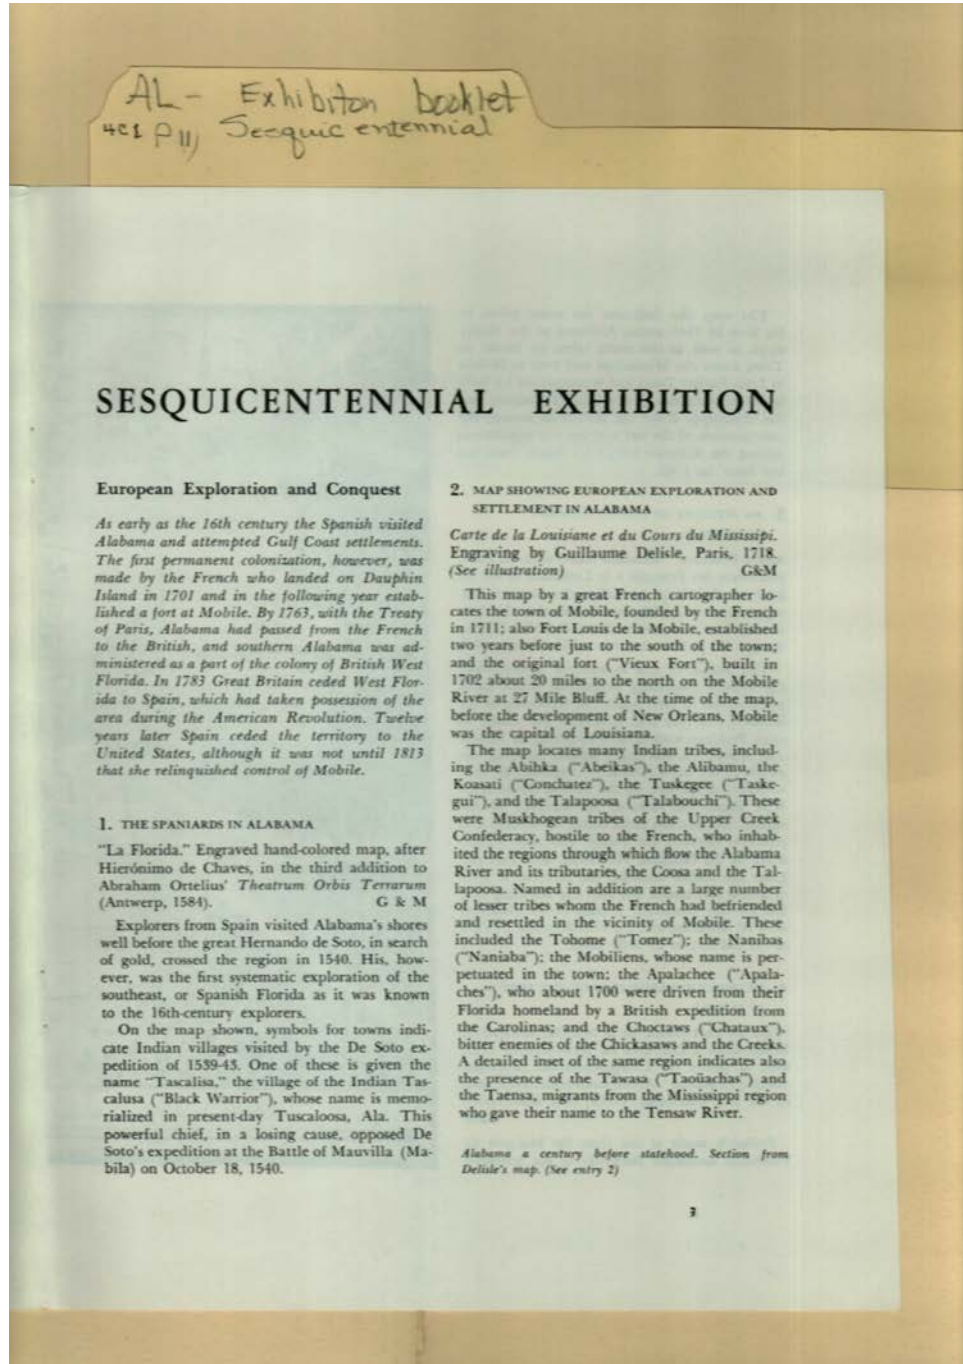 AL- Exhibiton booklet
4c1 P11, Sesquicentennial
SESQUICENTENNIAL EXHIBITION
European Exploration and Conquest
As early as the 16th century the Spanish visited
Alabama and attempted Gulf Coast settlements.
The first permanent colonization, however, was
made by the French who landed on Dauphin
Island in 1701 and in the following year estab-
lished a fort at Mobile. By 1763, with the Treaty
of Paris, Alabama had passed from the French
to the British, and southern Alabama was ad-
ministered as a part of the colony of British West
Florida. In 1783 Great Britain ceded West Flor-
ida to Spain, which had taken possession of the
area during the American Revolution. Twelve
years later Spain ceded the territory to the
United States, although it was not until 1813
that she relinquished control of Mobile.
1. THE SPANIARDS IN ALABAMA
"La Florida." Engraved hand-colored map, after
Hierónimo de Chaves, in the third addition to
Abraham Ortelius' Theatrum Orbis Terrarum
(Antwerp, 1584). G & M
Explorers from Spain visited Alabama's shores
well before the great Hernando de Soto, in search
of gold, crossed the region in 1540. His, how-
ever, was the first systematic exploration of the
southeast, or Spanish Florida as it was known
to the 16th-century explorers.
On the map shown, symbols for towns indi-
cate Indian villages visited by the De Soto ex-
pedition of 1539-43. One of these is given the
name "Tascalisa," the village of the Indian Tas-
calusa ("Black Warrior"), whose name is memo-
rialized in present-day Tuscaloosa, Ala. This
powerful chief, in a losing cause, opposed De
Soto's expedition at the Battle of Mauvilla (Ma-
bila) on October 18, 1540.
2. MAP SHOWING EUROPEAN EXPLORATION AND
SETTLEMENT IN ALABAMA
Carte de la Louisiane et du Cours du Mississipi.
Engraving by Guillaume Delisle, Paris, 1718.
(See illustration) G&M
This map by a great French cartographer lo-
cates the town of Mobile, founded by the French
in 1711; also Fort Louis de la Mobile, established
two years before just to the south of the town;
and the original fort ("Vieux Fort"), built in
1702 about 20 miles to the north on the Mobile
River at 27 Mile Bluff. At the time of the map,
before the development of New Orleans, Mobile
was the capital of Louisiana.
The map locates many Indian tribes, includ-
ing the Abihka ("Abeikas"), the Alibamu, the
Koasati ("Conchatez"), the Tuskegee ("Taske-
gui"), and the Talapoosa ("Talabouchi"). These
were Muskhogean tribes of the Upper Creek
Confederacy, hostile to the French, who inhab-
ited the regions through which flow the Alabama
River and its tributaries, the Coosa and the Tal-
lapoosa. Named in addition are a large number
of lesser tribes whom the French had befriended
and resettled in the vicinity of Mobile. These
included the Tohome ("Tomez"); the Nanibas
("Naniaba"); the Mobiliens, whose name is per-
petuated in the town; the Apalachee ("Apala-
ches"), who about 1700 were driven from their
Florida homeland by a British expedition from
the Carolinas; and the Choctaws ("Chataux"),
bitter enemies of the Chickasaws and the Creeks.
A detailed inset of the same region indicates also
the presence of the Tawasa ("Taoüachas") and
the Taensa, migrants from the Mississippi region
who gave their name to the Tensaw River.
Alabama a century before statehood. Section from
Delisle's map. (See entry 2)
3